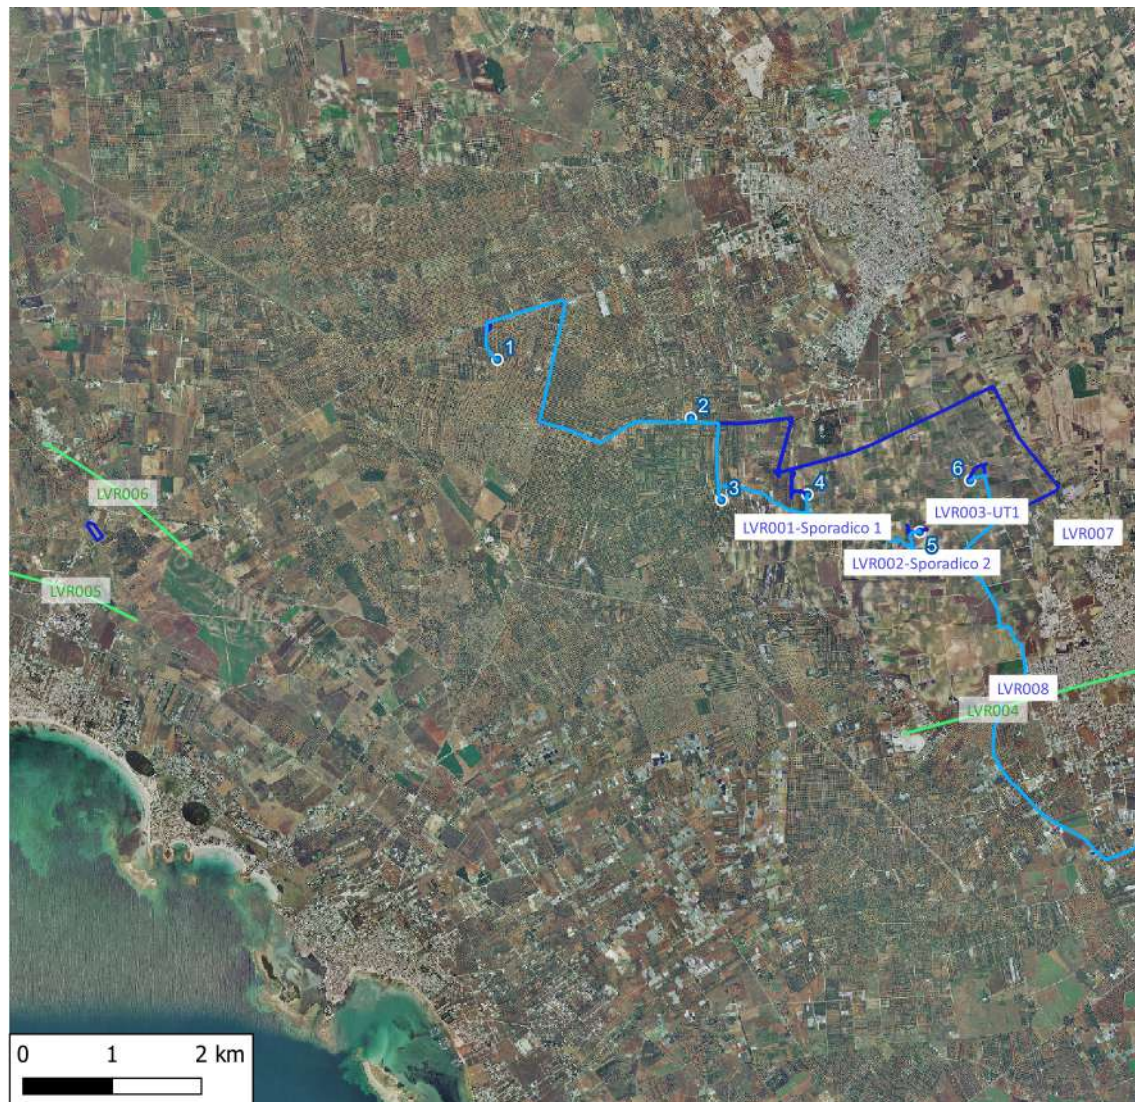 1
2
6
4
3
LVR006
LVR003-UT1
LVR001-Sporadico 1
LVR007
5
LVR002-Sporadico 2
LVR005
LVR008
LVR004
0 1 2 km